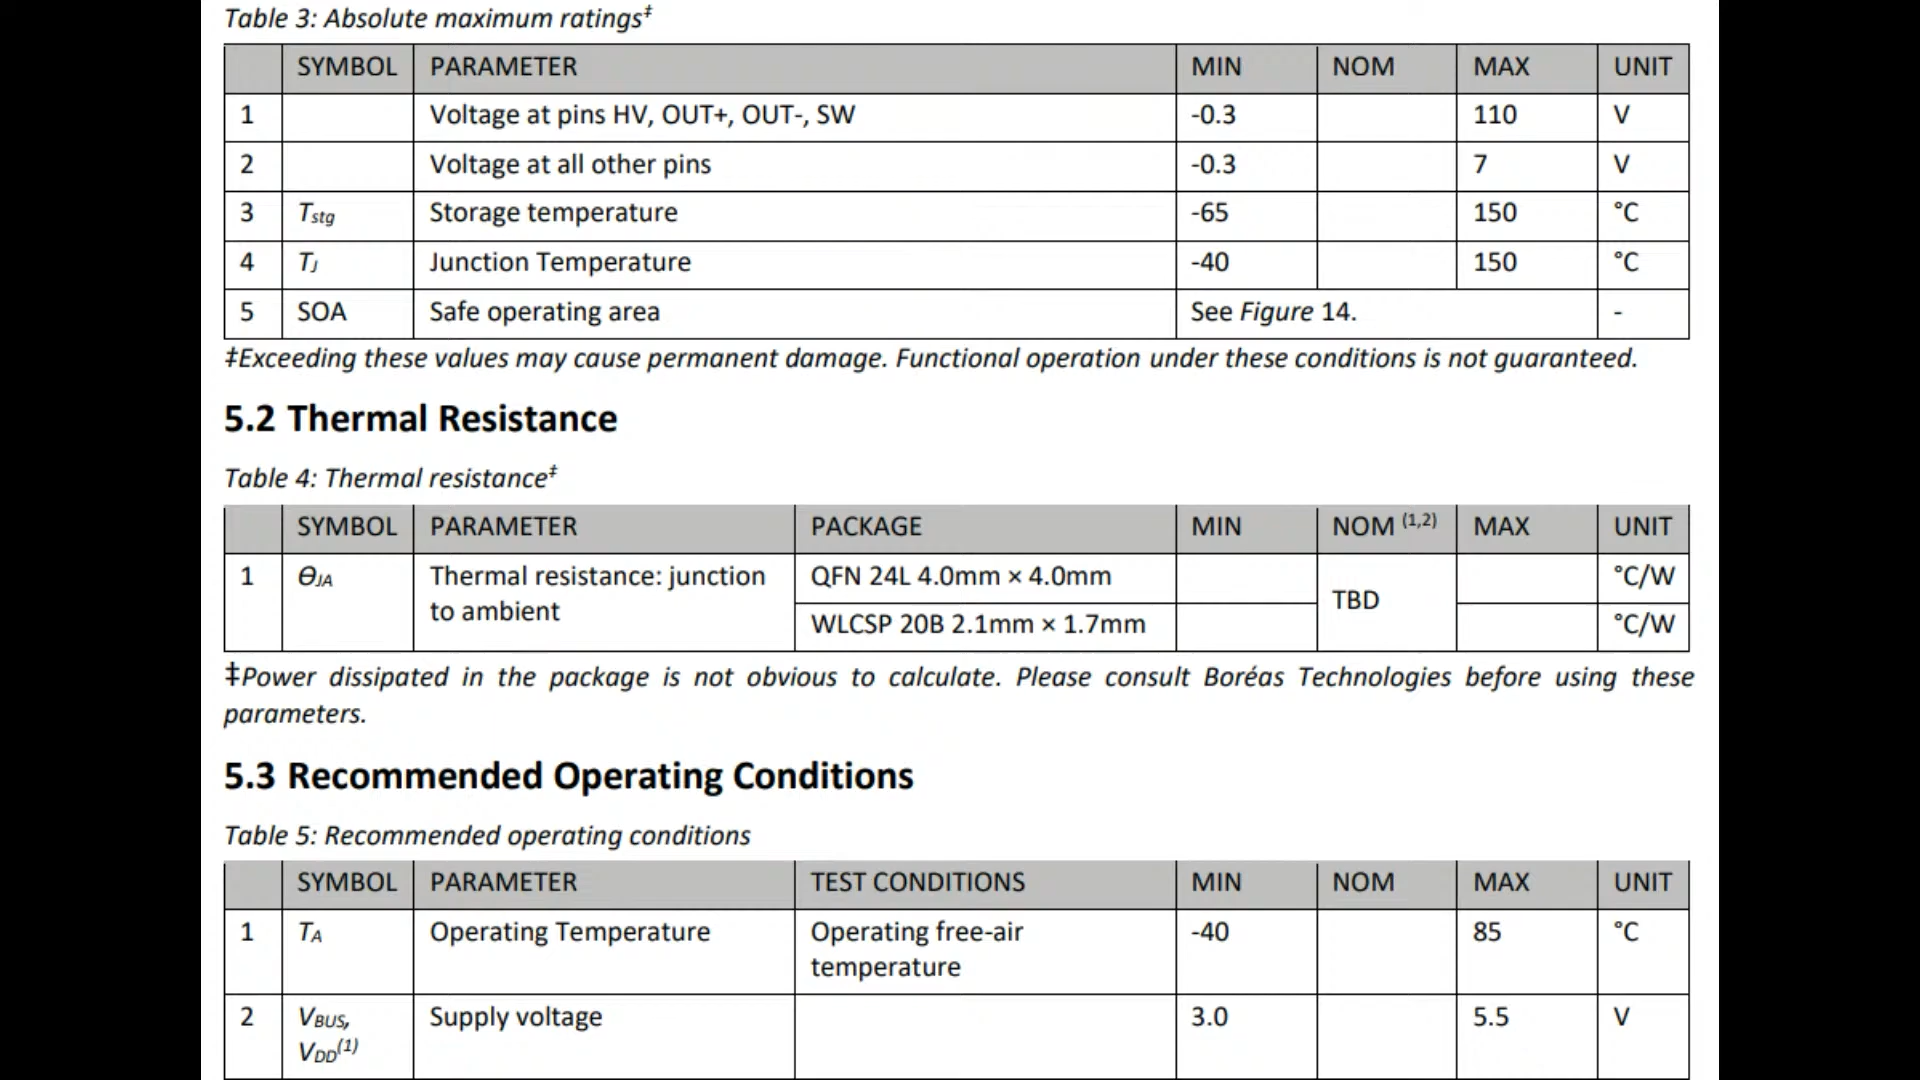 Table 3: Absolute maximum ratings‡
SYMBOL PARAMETER MIN NOM MAX UNIT
1 Voltage at pins HV, OUT+, OUT-, SW -0.3 110 V
2 Voltage at all other pins -0.3 7 V
3 Tstg Storage temperature -65 150 °C
4 TJ Junction Temperature -40 150 °C
5 SOA Safe operating area See Figure 14. -
‡Exceeding these values may cause permanent damage. Functional operation under these conditions is not guaranteed.
5.2 Thermal Resistance
Table 4: Thermal resistance‡
SYMBOL PARAMETER PACKAGE MIN NOM (1,2) MAX UNIT
1 ΘJA Thermal resistance: junction to ambient QFN 24L 4.0mm × 4.0mm TBD °C/W
WLCSP 20B 2.1mm × 1.7mm °C/W
‡Power dissipated in the package is not obvious to calculate. Please consult Boréas Technologies before using these
parameters.
5.3 Recommended Operating Conditions
Table 5: Recommended operating conditions
SYMBOL PARAMETER TEST CONDITIONS MIN NOM MAX UNIT
1 TA Operating Temperature Operating free-air temperature -40 85 °C
2 VBUS, VDD(1) Supply voltage 3.0 5.5 V